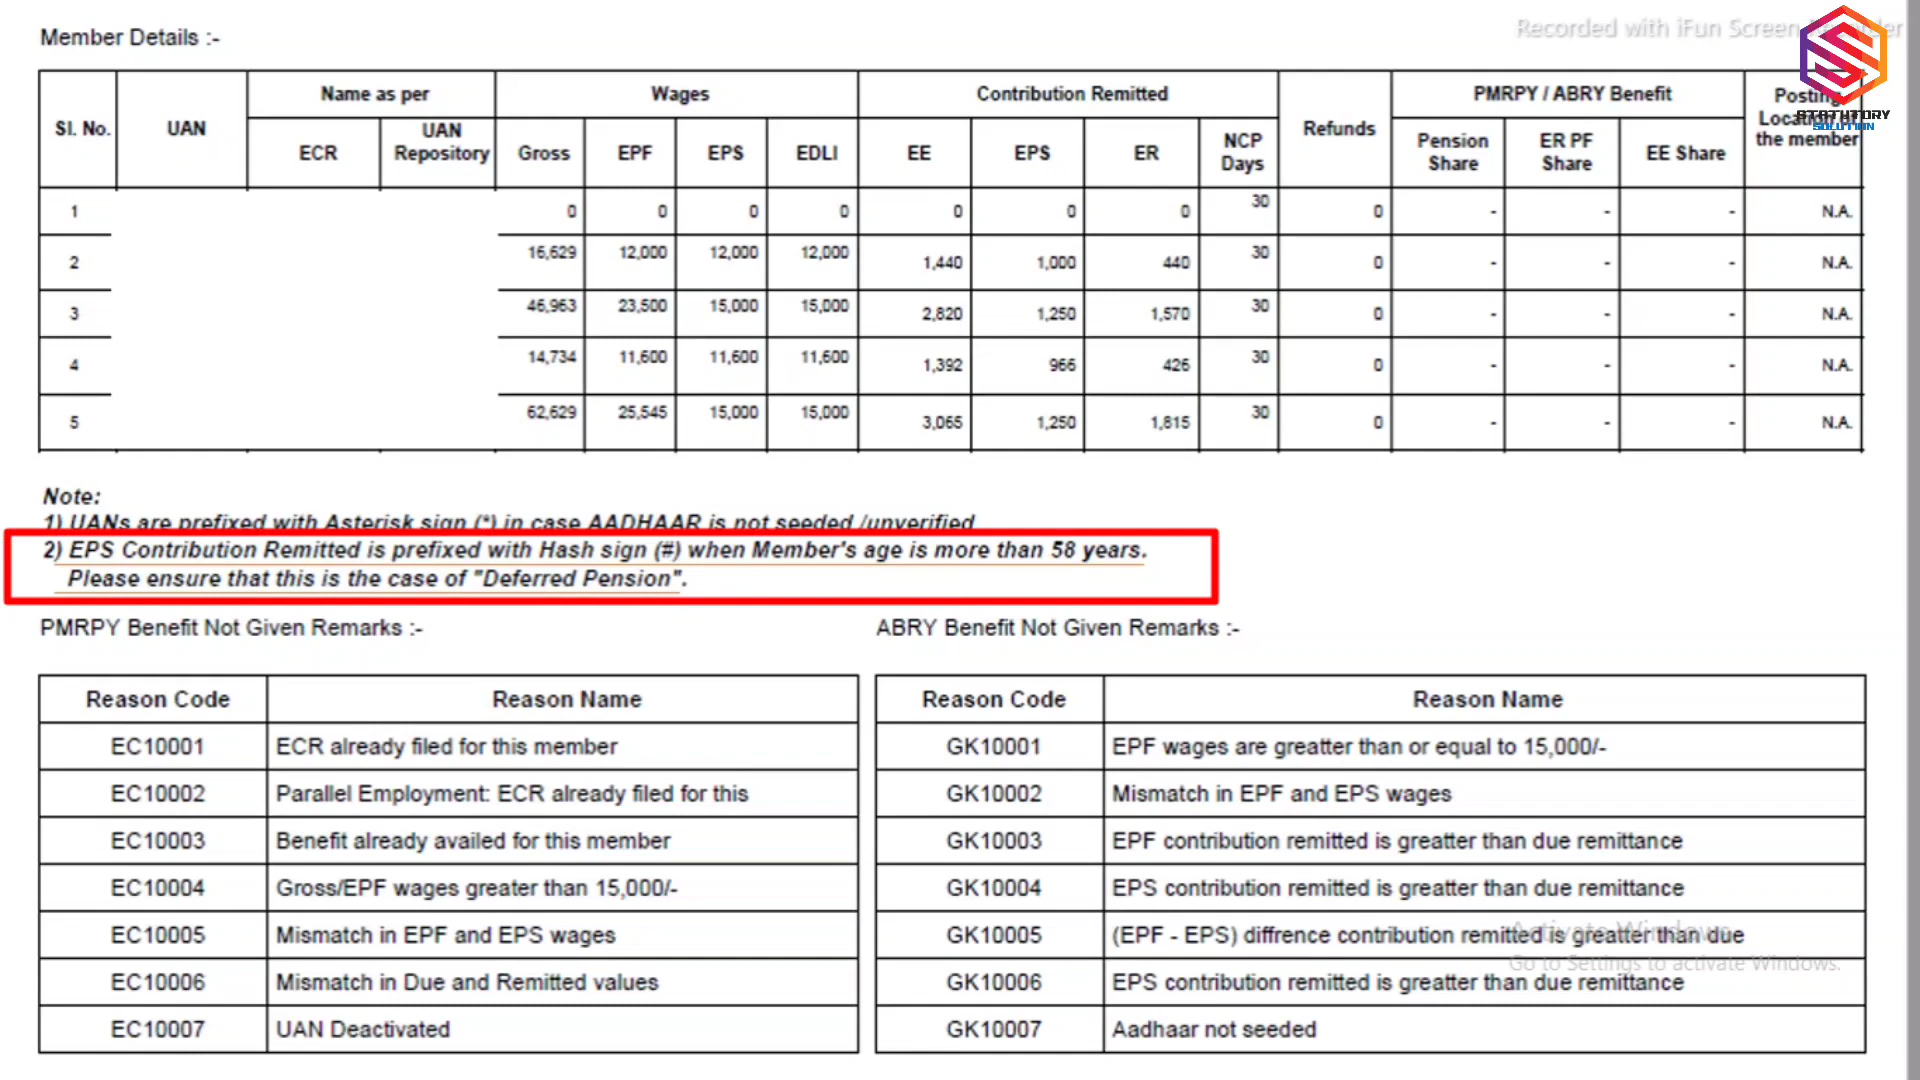 Recorded with iFun Screen Recorder
STATUTORY
SOLUTION
Member Details :-
Sl. No. UAN Name as per Wages Contribution Remitted Refunds PMRPY / ABRY Benefit Posting Location of the member
ECR UAN Repository Gross EPF EPS EDLI EE EPS ER NCP Days Pension Share ER PF Share EE Share
1 0 0 0 0 0 0 0 30 0 - - - N.A.
2 16,629 12,000 12,000 12,000 1,440 1,000 440 30 0 - - - N.A.
3 46,963 23,500 15,000 15,000 2,820 1,250 1,570 30 0 - - - N.A.
4 14,734 11,600 11,600 11,600 1,392 966 426 30 0 - - - N.A.
5 62,629 25,545 15,000 15,000 3,065 1,250 1,815 30 0 - - - N.A.
Note:
1) UANs are prefixed with Asterisk sign (*) in case AADHAAR is not seeded /unverified
2) EPS Contribution Remitted is prefixed with Hash sign (#) when Member's age is more than 58 years.
Please ensure that this is the case of "Deferred Pension".
PMRPY Benefit Not Given Remarks :-
Reason Code Reason Name
EC10001 ECR already filed for this member
EC10002 Parallel Employment: ECR already filed for this
EC10003 Benefit already availed for this member
EC10004 Gross/EPF wages greater than 15,000/-
EC10005 Mismatch in EPF and EPS wages
EC10006 Mismatch in Due and Remitted values
EC10007 UAN Deactivated
ABRY Benefit Not Given Remarks :-
Reason Code Reason Name
GK10001 EPF wages are greatter than or equal to 15,000/-
GK10002 Mismatch in EPF and EPS wages
GK10003 EPF contribution remitted is greatter than due remittance
GK10004 EPS contribution remitted is greatter than due remittance
GK10005 (EPF - EPS) diffrence contribution remitted is greatter than due
GK10006 EPS contribution remitted is greatter than due remittance
GK10007 Aadhaar not seeded
Activate Windows
Go to Settings to activate Windows.